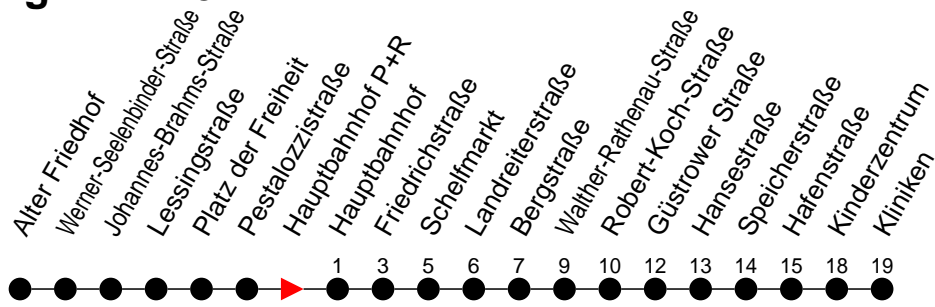 Alter Friedhof
Werner-Seelenbinder-Straße
Johannes-Brahms-Straße
Lessingstraße
Platz der Freiheit
Pestalozzistraße
Hauptbahnhof P+R
Hauptbahnhof
Friedrichstraße
Schelfmarkt
Landreiterstraße
Bergstraße
Walther-Rathenau-Straße
Robert-Koch-Straße
Güstrower Straße
Hansestraße
Speicherstraße
Hafenstraße
Kinderzentrum
Kliniken
1 3 5 6 7 9 10 12 13 14 15 18 19